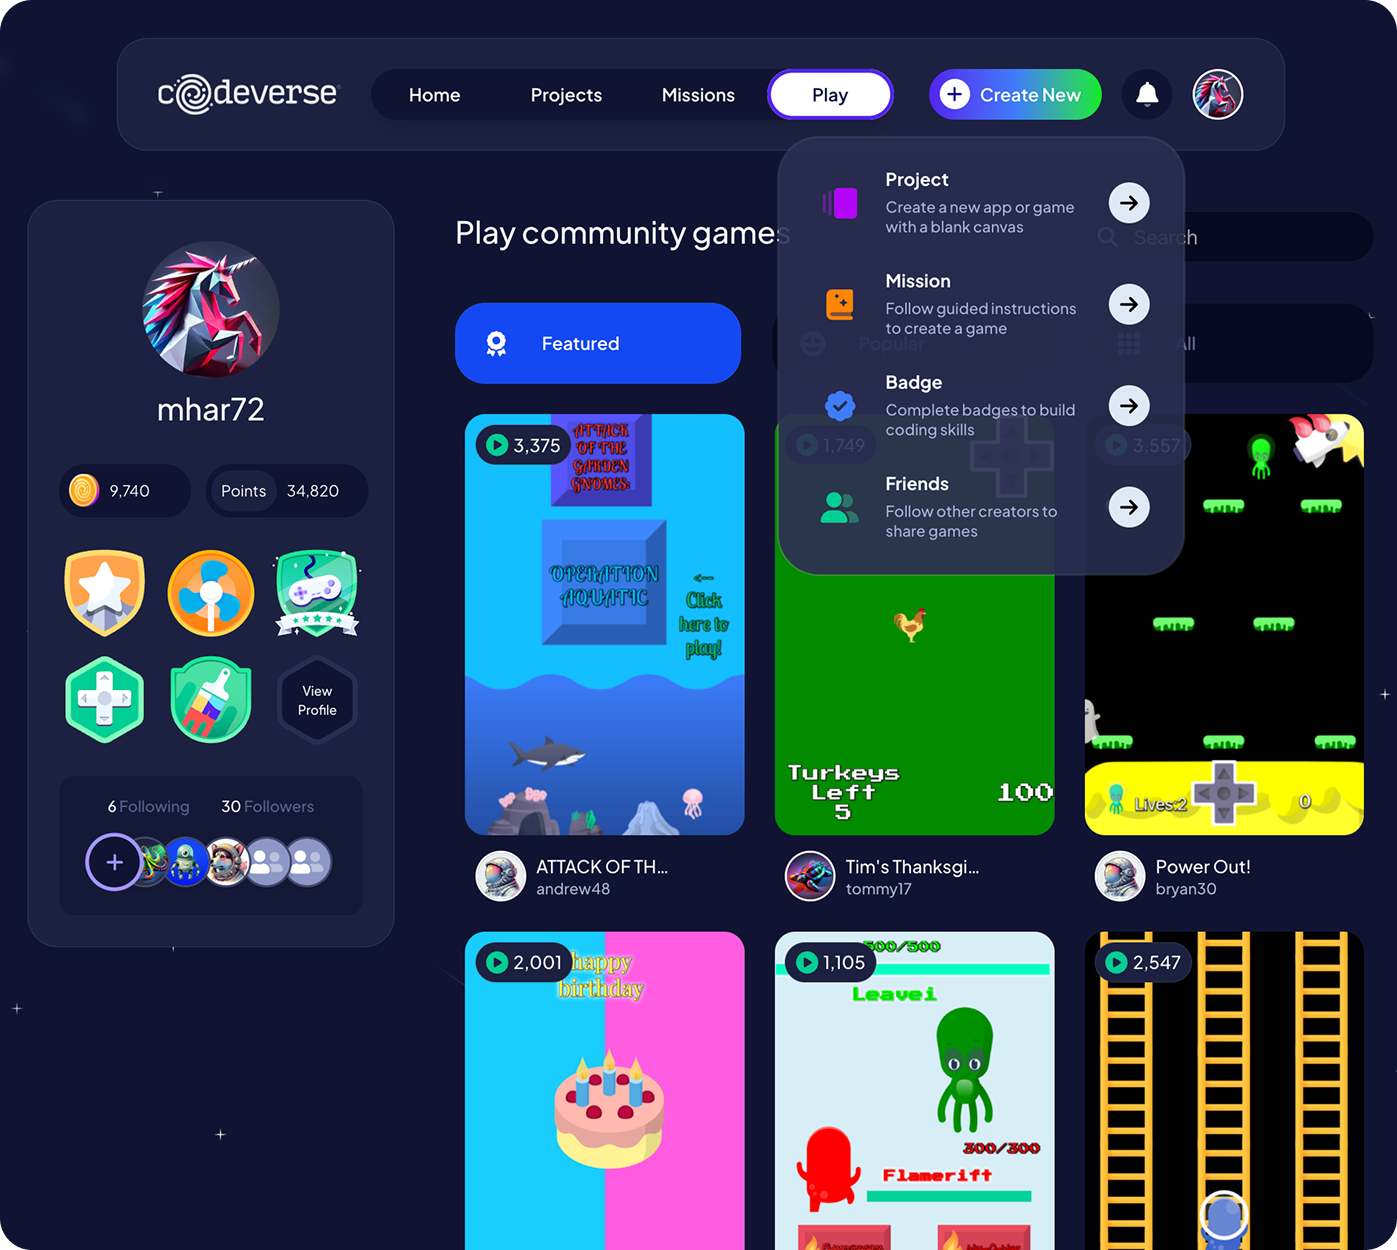 codeverse
Home
Projects
Missions
Play
Create New
mhar72
9,740
Points
34,820
View
Profile
6 Following
30 Followers
Play community games
Search
Project
Create a new app or game
with a blank canvas
Mission
Follow guided instructions
to create a game
Badge
Complete badges to build
coding skills
Friends
Follow other creators to
share games
Featured
Popular
All
3,375
ATTACK
OF THE
GARDEN
GNOMES:
OPERATION
AQUATIC
<--
Click
here to
play!
ATTACK OF TH...
andrew48
1,749
Turkeys
Left
5
100
Tim's Thanksgi...
tommy17
3,557
Lives:2
0
Power Out!
bryan30
2,001
happy
birthday
1,105
500/500
Leavei
300/300
Flamerift
2,547